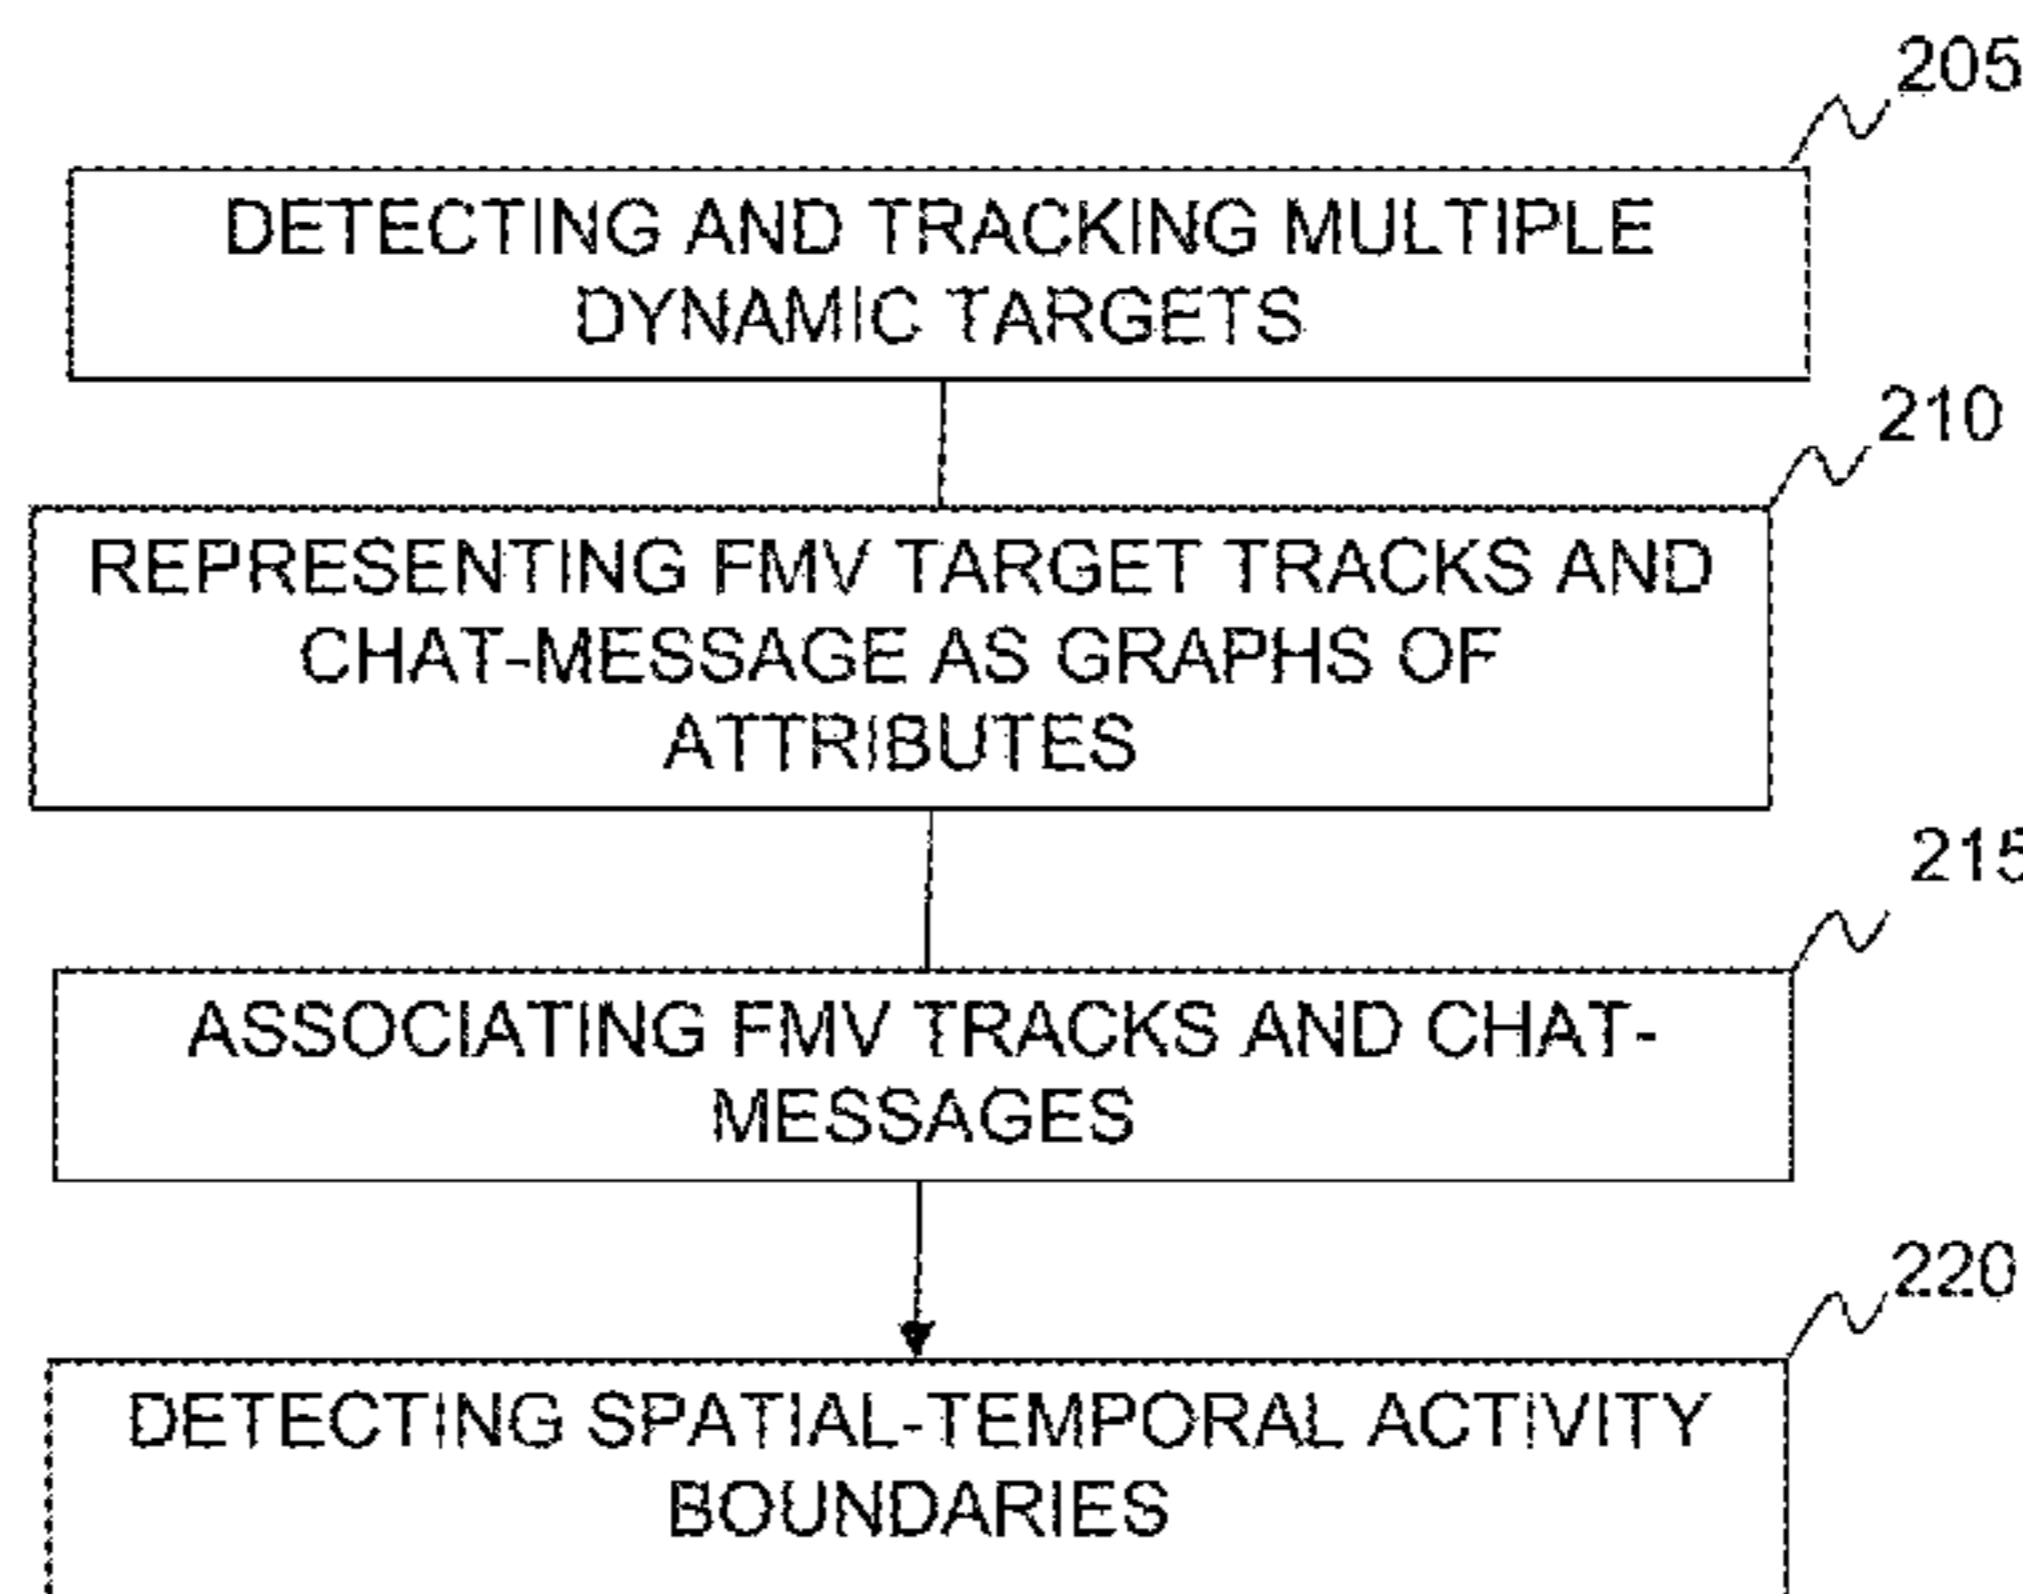 205
DETECTING AND TRACKING MULTIPLE
DYNAMIC TARGETS
210
REPRESENTING FMV TARGET TRACKS AND
CHAT-MESSAGE AS GRAPHS OF
ATTRIBUTES
215
ASSOCIATING FMV TRACKS AND CHAT-
MESSAGES
220
DETECTING SPATIAL-TEMPORAL ACTIVITY
BOUNDARIES